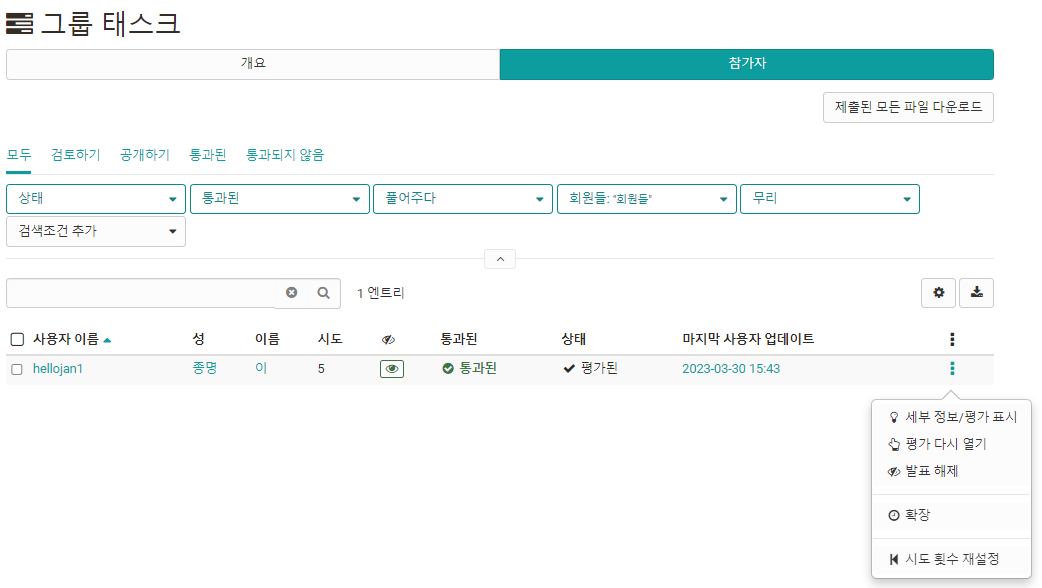 그룹 태스크
개요 참가자
제출된 모든 파일 다운로드
모두 검토하기 공개하기 통과된 통과되지 않음
상태 통과된 풀어주다 회원들: "회원들" 무리
검색조건 추가
1 엔트리
사용자 이름 성 이름 시도 통과된 상태 마지막 사용자 업데이트
hellojan1 종명 이 5 통과된 평가된 2023-03-30 15:43
세부 정보/평가 표시
평가 다시 열기
발표 해제
확장
시도 횟수 재설정